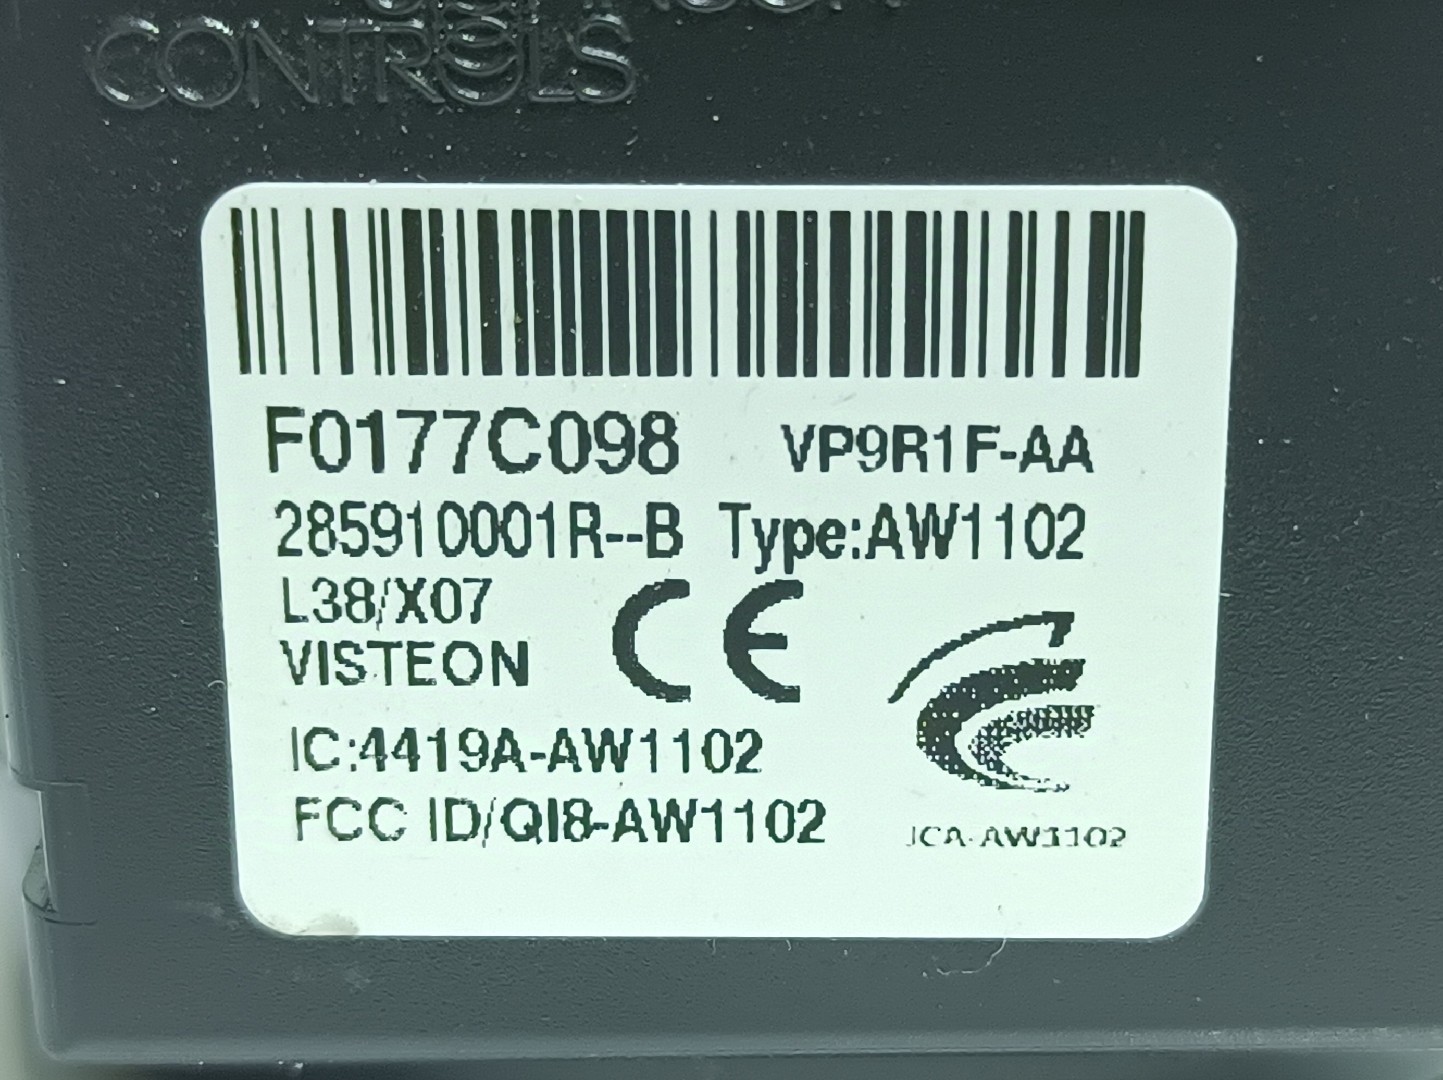 CONTROLS
F0177C098 VP9R1F-AA
285910001R--B Type:AW1102
L38/X07
VISTEON
CE
IC:4419A-AW1102
FCC ID/QI8-AW1102
JCA-AW1102